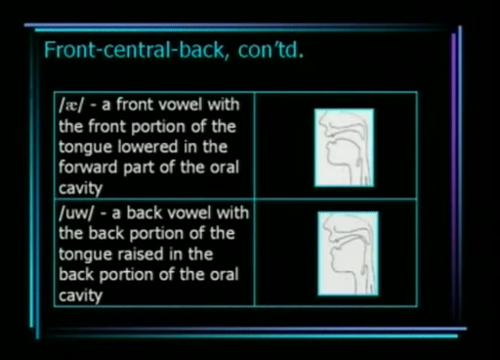 Front-central-back, con'td.
/æ/ - a front vowel with
the front portion of the
tongue lowered in the
forward part of the oral
cavity
/uw/ - a back vowel with
the back portion of the
tongue raised in the
back portion of the oral
cavity